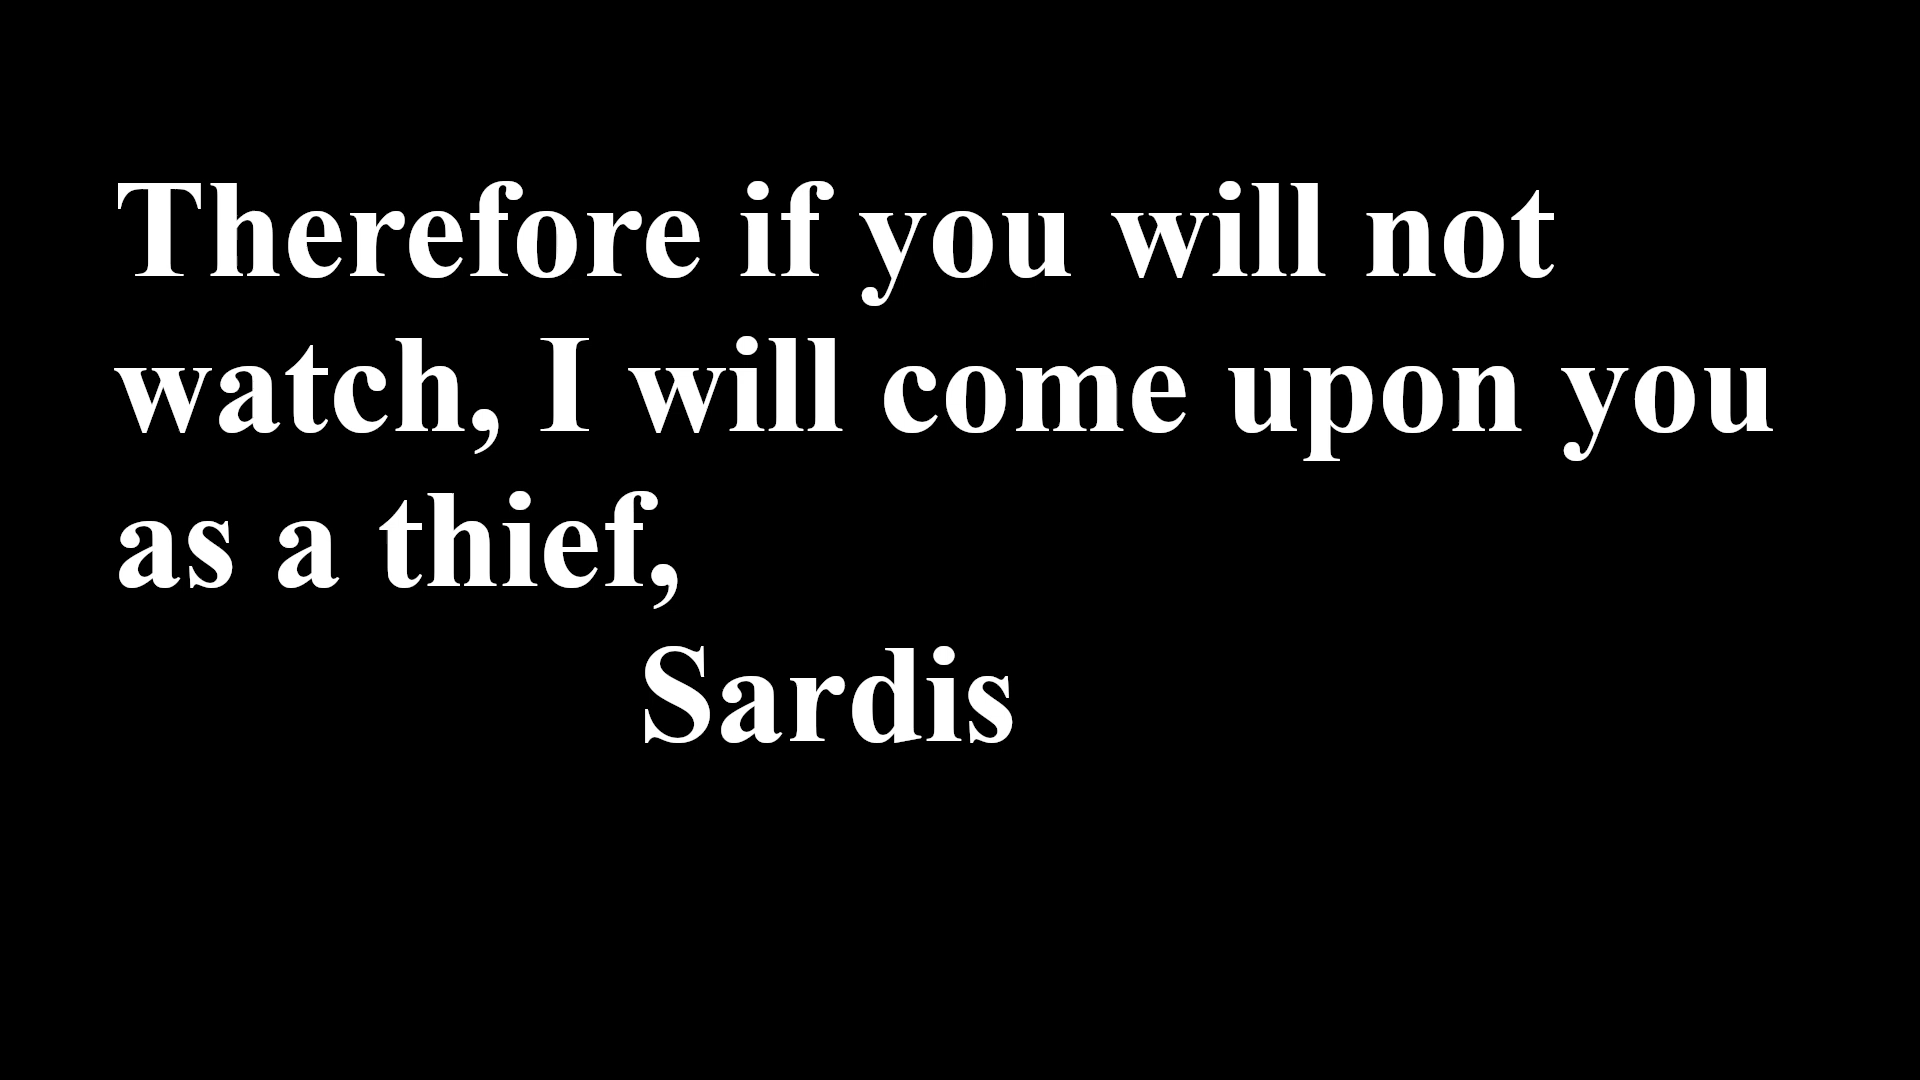 Therefore if you will not
watch, I will come upon you
as a thief,
Sardis